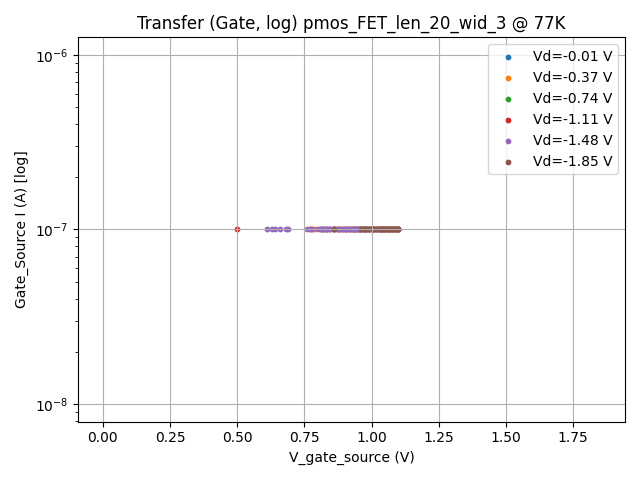 Transfer (Gate, log) pmos_FET_len_20_wid_3 @ 77K
Vd=-0.01 V
Vd=-0.37 V
Vd=-0.74 V
Vd=-1.11 V
Vd=-1.48 V
Vd=-1.85 V
Gate_Source I (A) [log]
10⁻⁶
10⁻⁷
10⁻⁸
0.00 0.25 0.50 0.75 1.00 1.25 1.50 1.75
V_gate_source (V)